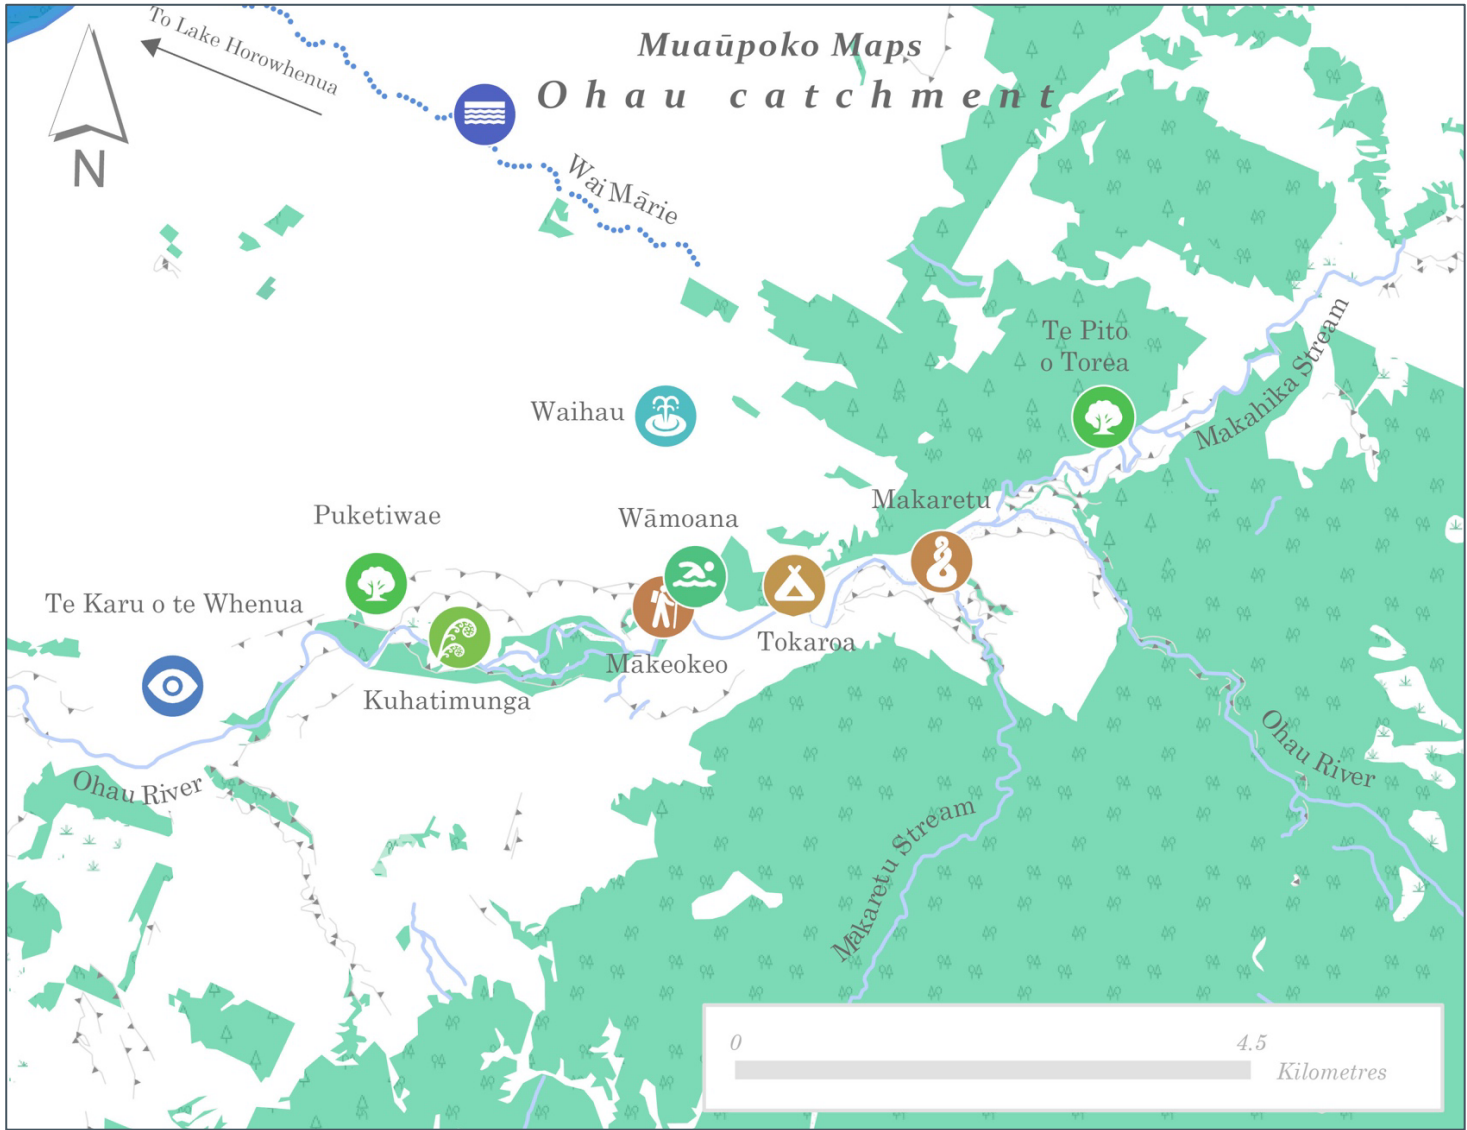 To Lake Horowhenua
Muaūpoko Maps
Ohau catchment
N
Wai Mārie
Te Pito
o Torea
Makahika Stream
Waihau
Makaretu
Puketiwae
Wāmoana
Te Karu o te Whenua
Tokaroa
Mākeokeo
Kuhatimunga
Ohau River
Ohau River
Makaretu Stream
0
4.5
Kilometres